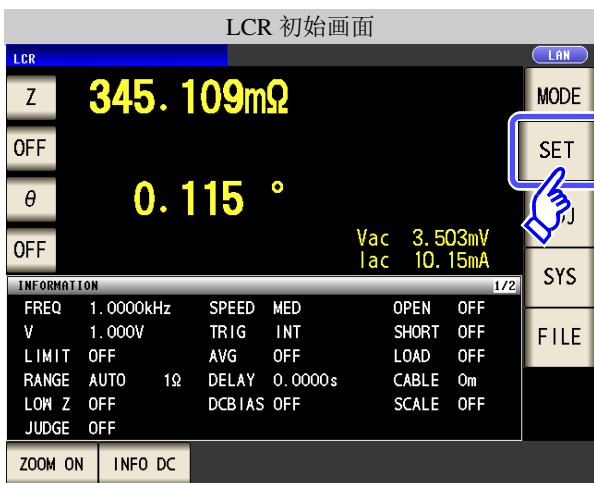 LCR 初始画面
LCR LAN
Z 345.109mΩ MODE
OFF SET
θ 0.115 °
OFF Vac 3.503mV
Iac 10.15mA SYS
INFORMATION 1/2
FREQ 1.0000kHz SPEED MED OPEN OFF
V 1.000V TRIG INT SHORT OFF FILE
LIMIT OFF AVG OFF LOAD OFF
RANGE AUTO 1Ω DELAY 0.0000s CABLE 0m
LOW Z OFF DCBIAS OFF SCALE OFF
JUDGE OFF
ZOOM ON INFO DC